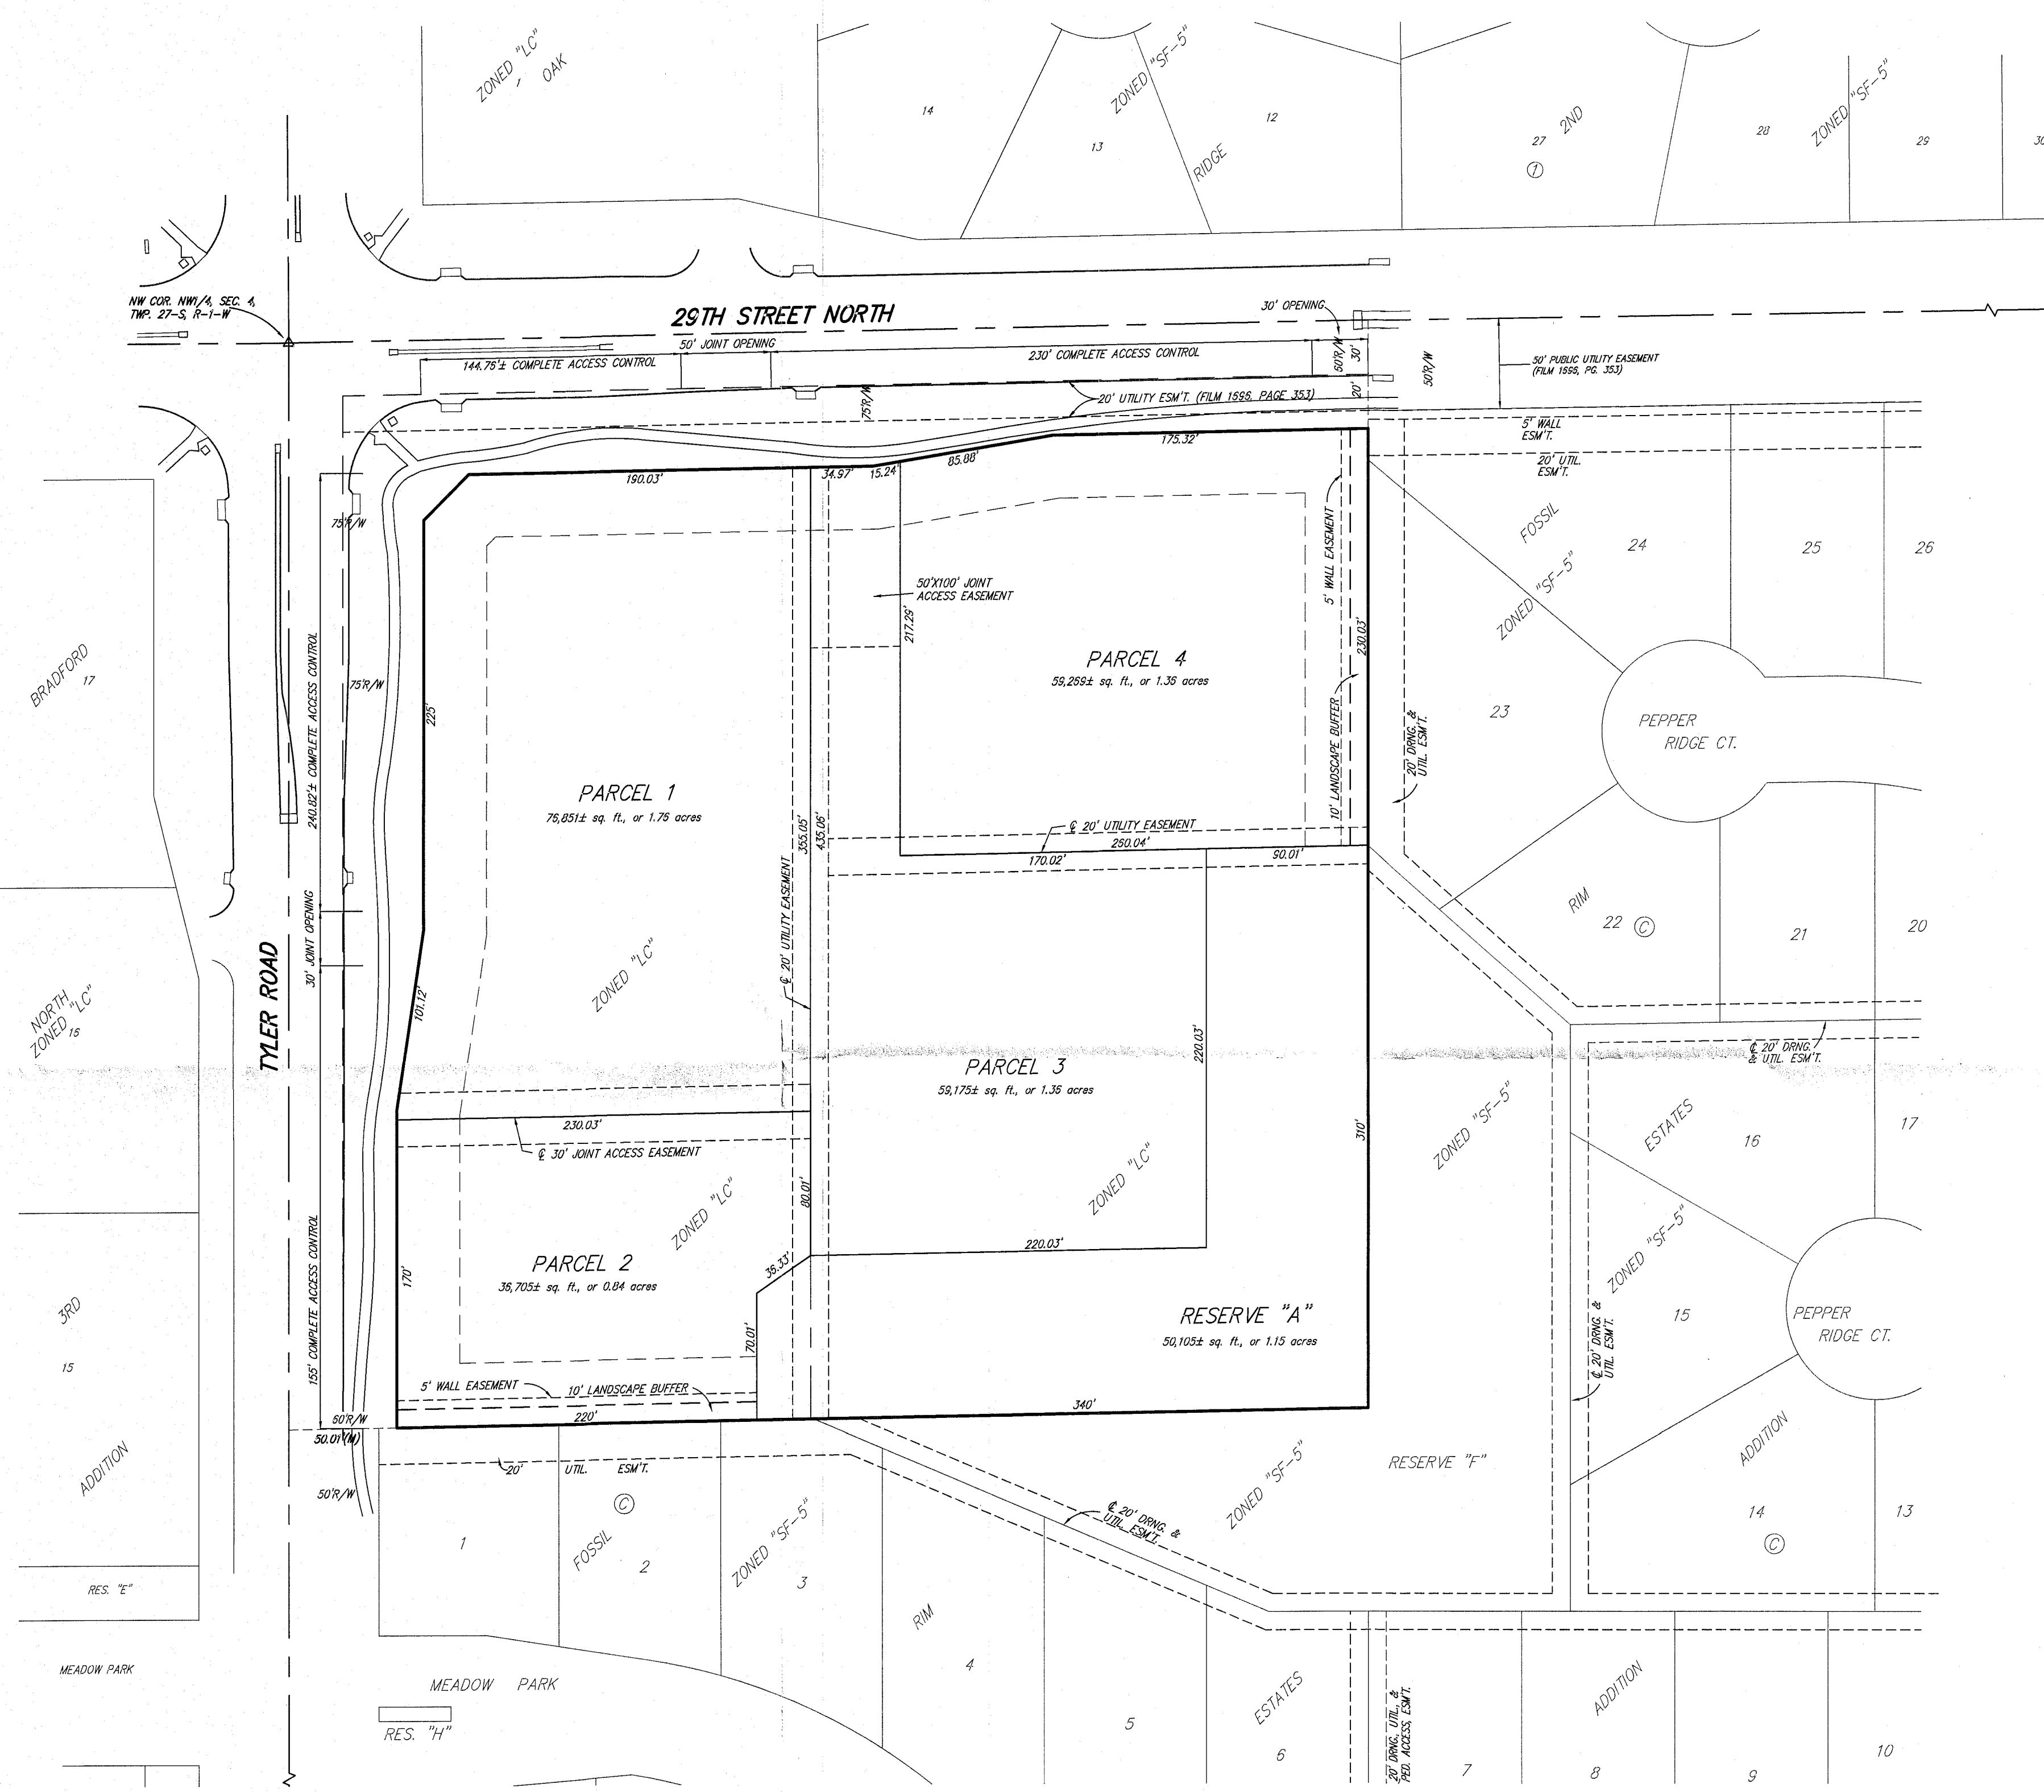 ZONED "LC"
OAK
14
13
ZONED "SF-5"
RIDGE
12
27
2ND
1
28
ZONED "SF-5"
29
NW COR. NW1/4, SEC. 4,
TWP. 27-S, R-1-W
29TH STREET NORTH
30' OPENING
50' JOINT OPENING
144.75'± COMPLETE ACCESS CONTROL
230' COMPLETE ACCESS CONTROL
60'R/W
30'
20'
50'R/W
50' PUBLIC UTILITY EASEMENT
(FILM 1696, PG. 353)
75'R/W
20' UTILITY ESM'T. (FILM 1696, PAGE 353)
5' WALL
ESM'T.
20' UTIL.
ESM'T.
190.03'
34.97'
15.24'
85.08'
175.32'
75'R/W
75'R/W
FOSSIL
ZONED "SF-5"
24
25
26
50'X100' JOINT
ACCESS EASEMENT
217.29'
5' WALL EASEMENT
230.03'
10' LANDSCAPE BUFFER
20' DRNG. &
UTIL. ESM'T.
PARCEL 4
59,269± sq. ft., or 1.36 acres
BRADFORD
17
240.82'± COMPLETE ACCESS CONTROL
225'
23
PEPPER
RIDGE CT.
PARCEL 1
76,851± sq. ft., or 1.76 acres
355.05'
435.06'
℄ 20' UTILITY EASEMENT
260.04'
170.02'
90.01'
℄ 20' UTILITY EASEMENT
30' JOINT OPENING
TYLER ROAD
101.12'
ZONED "LC"
RIM
22
C
21
20
NORTH
ZONED "LC"
16
220.03'
℄ 20' DRNG.
& UTIL. ESM'T.
PARCEL 3
59,175± sq. ft., or 1.36 acres
230.03'
℄ 30' JOINT ACCESS EASEMENT
310'
ZONED "SF-5"
ESTATES
16
17
80.01'
ZONED "LC"
ZONED "LC"
155' COMPLETE ACCESS CONTROL
170'
PARCEL 2
36,705± sq. ft., or 0.84 acres
36.33'
220.03'
ZONED "SF-5"
15
PEPPER
RIDGE CT.
℄ 20' DRNG. &
UTIL. ESM'T.
3RD
15
70.01'
RESERVE "A"
50,105± sq. ft., or 1.15 acres
5' WALL EASEMENT
10' LANDSCAPE BUFFER
220'
340'
60'R/W
50.01'(M)
50'R/W
ADDITION
20' UTIL. ESM'T.
C
1
FOSSIL
2
ZONED "SF-5"
3
℄ 20' DRNG. &
UTIL. ESM'T.
ZONED "SF-5"
RESERVE "F"
ADDITION
14
C
13
RES. "E"
RIM
4
MEADOW PARK
MEADOW PARK
RES. "H"
5
ESTATES
6
20' DRNG., UTIL., &
PED. ACCESS, ESM'T.
7
ADDITION
8
9
10